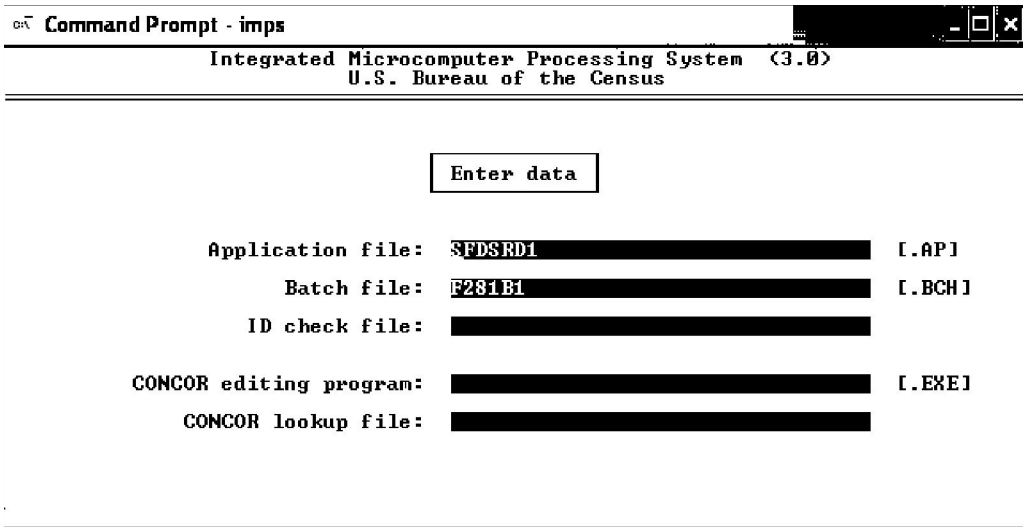 Command Prompt - imps
Integrated Microcomputer Processing System (3.0)
U.S. Bureau of the Census
Enter data
Application file: SFDSRD1 [.AP]
Batch file: F281B1 [.BCH]
ID check file:
CONCOR editing program: [.EXE]
CONCOR lookup file: